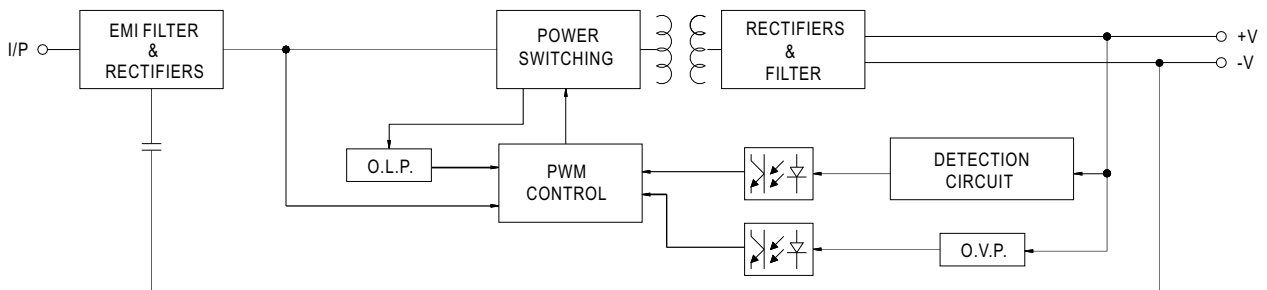 I/P
EMI FILTER
&
RECTIFIERS
POWER
SWITCHING
RECTIFIERS
&
FILTER
+V
-V
O.L.P.
PWM
CONTROL
DETECTION
CIRCUIT
O.V.P.